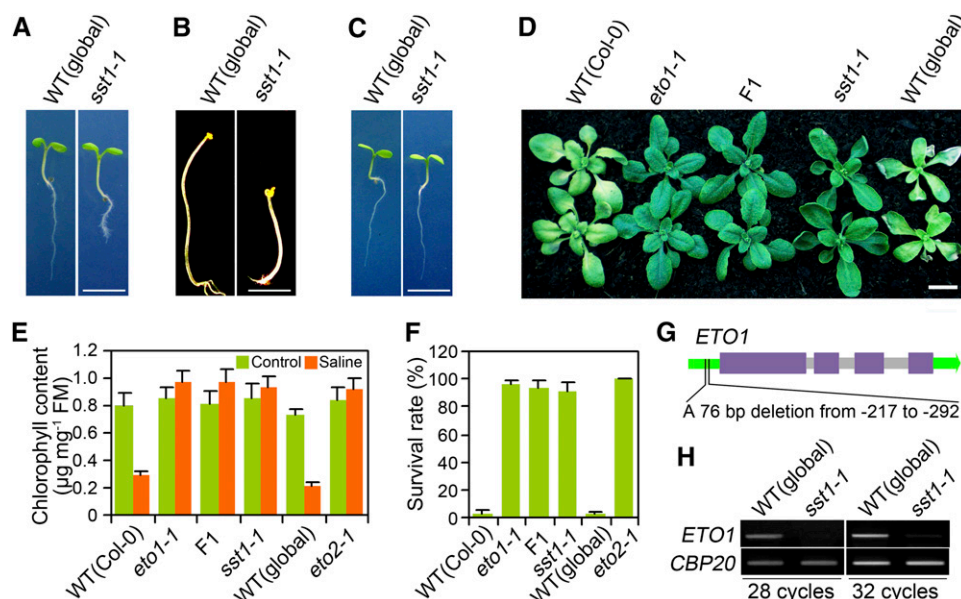 A
WT(global)
sst1-1
B
WT(global)
sst1-1
C
WT(global)
sst1-1
D
WT(Col-0)
eto1-1
F1
sst1-1
WT(global)
E
Chlorophyll content
(µg mg⁻¹ FM)
1.2
1.0
0.8
0.6
0.4
0.2
0
Control
Saline
WT(Col-0)
eto1-1
F1
sst1-1
WT(global)
eto2-1
F
Survival rate (%)
120
100
80
60
40
20
0
WT(Col-0)
eto1-1
F1
sst1-1
WT(global)
eto2-1
G
ETO1
A 76 bp deletion from -217 to -292
H
WT(global)
sst1-1
WT(global)
sst1-1
ETO1
CBP20
28 cycles
32 cycles